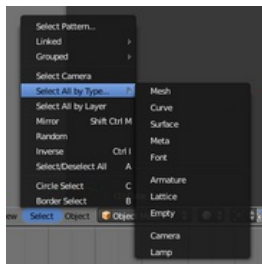 Select Pattern...
Linked
Grouped
Select Camera
Select All by Type...
Select All by Layer
Mirror Shift Ctrl M
Random
Inverse Ctrl I
Select/Deselect All A
Circle Select C
Border Select B
Mesh
Curve
Surface
Meta
Font
Armature
Lattice
Empty
Camera
Lamp
Select Object